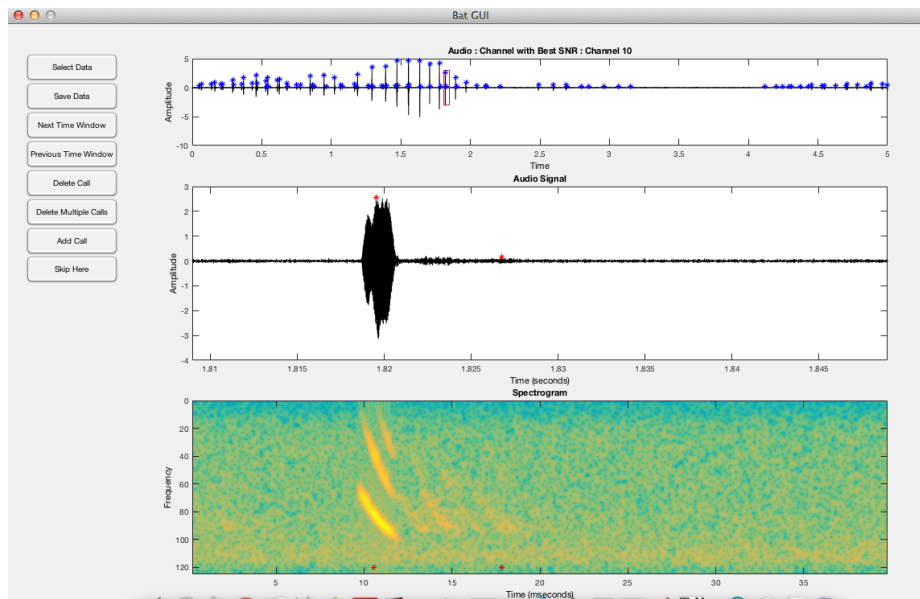 Bat GUI
Select Data
Save Data
Next Time Window
Previous Time Window
Delete Call
Delete Multiple Calls
Add Call
Skip Here
Audio : Channel with Best SNR : Channel 10
Amplitude
5
0
-5
-10
0 0.5 1 1.5 2 2.5 3 3.5 4 4.5 5
Time
Audio Signal
Amplitude
3
2
1
0
-1
-2
-3
-4
1.81 1.815 1.82 1.825 1.83 1.835 1.84 1.845
Time (seconds)
Spectrogram
Frequency
0
20
40
60
80
100
120
5 10 15 20 25 30 35
Time (mseconds)